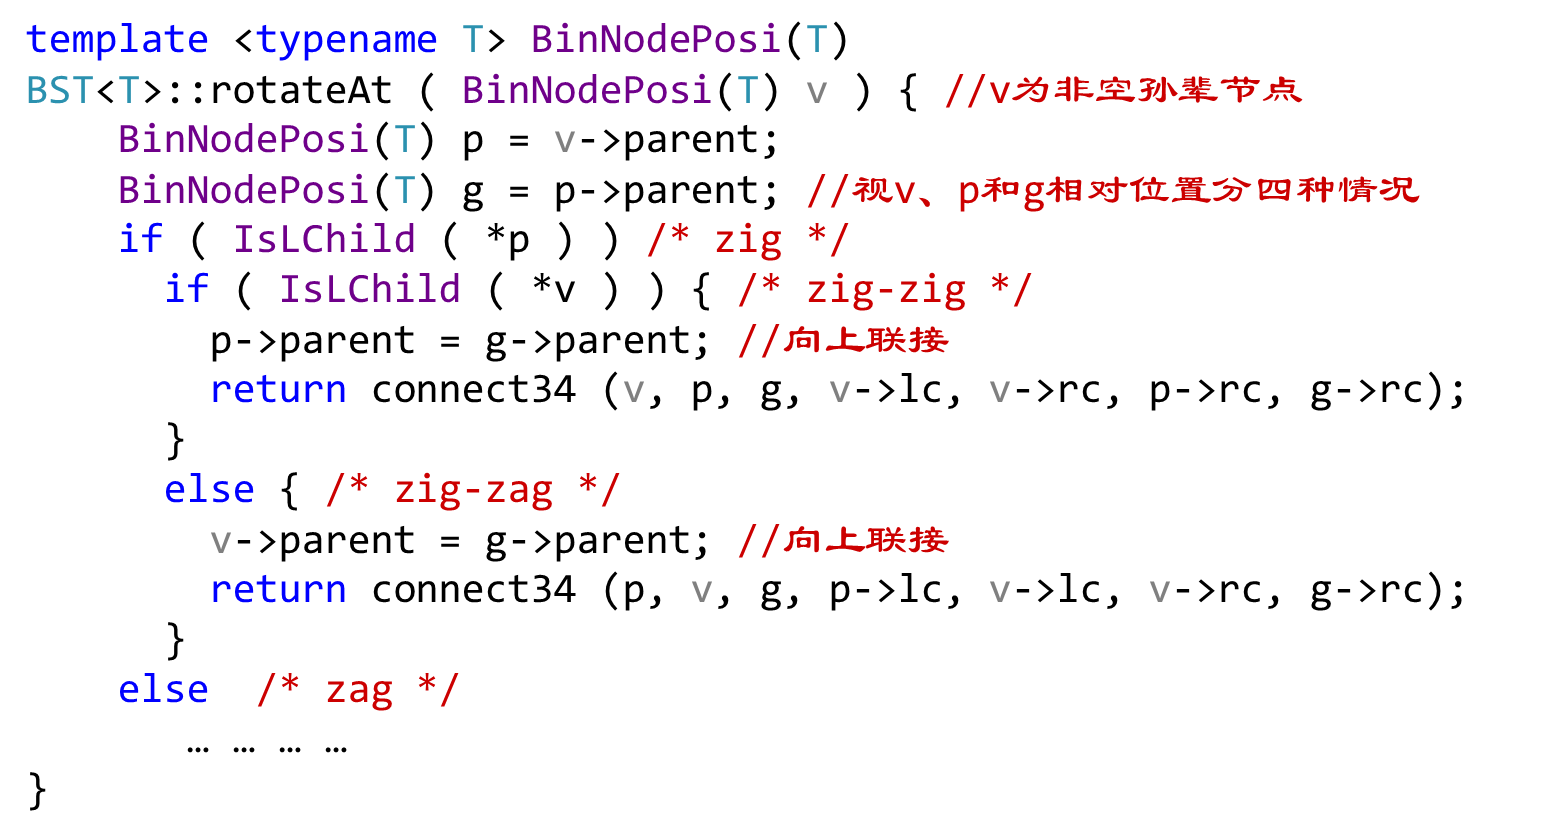 template <typename T> BinNodePosi(T)
BST<T>::rotateAt ( BinNodePosi(T) v ) { //v为非空孙辈节点
    BinNodePosi(T) p = v->parent;
    BinNodePosi(T) g = p->parent; //视v、p和g相对位置分四种情况
    if ( IsLChild ( *p ) ) /* zig */
      if ( IsLChild ( *v ) ) { /* zig-zig */
        p->parent = g->parent; //向上联接
        return connect34 (v, p, g, v->lc, v->rc, p->rc, g->rc);
      }
      else { /* zig-zag */
        v->parent = g->parent; //向上联接
        return connect34 (p, v, g, p->lc, v->lc, v->rc, g->rc);
      }
    else  /* zag */
       … … … …
}